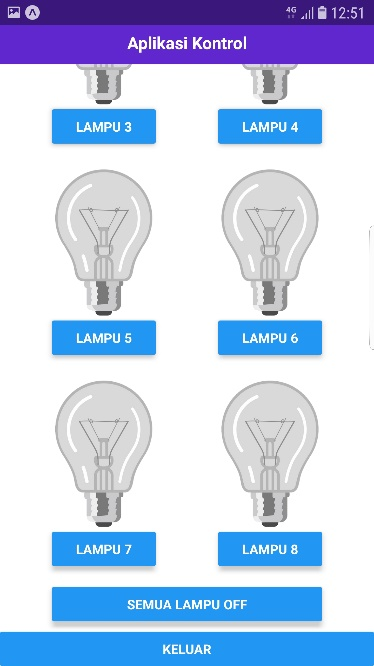 4G 12:51
Aplikasi Kontrol
LAMPU 3 LAMPU 4
LAMPU 5 LAMPU 6
LAMPU 7 LAMPU 8
SEMUA LAMPU OFF
KELUAR